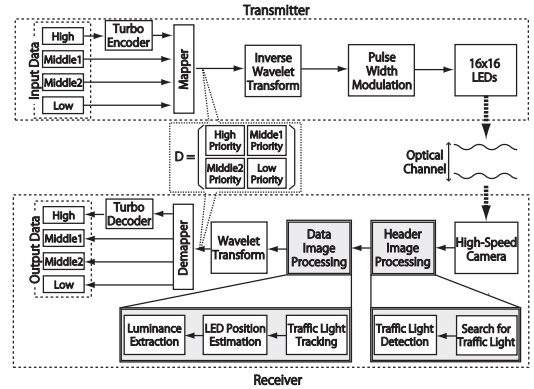 Transmitter
Input Data
High
Middle1
Middle2
Low
Turbo
Encoder
Mapper
Inverse
Wavelet
Transform
Pulse
Width
Modulation
16x16
LEDs
D =
High
Priority
Midde1
Priority
Middle2
Priority
Low
Priority
Optical
Channel
Output Data
High
Middle1
Middle2
Low
Turbo
Decoder
Demapper
Wavelet
Transform
Data
Image
Processing
Header
Image
Processing
High-Speed
Camera
Luminance
Extraction
LED Position
Estimation
Traffic Light
Tracking
Traffic Light
Detection
Search for
Traffic Light
Receiver